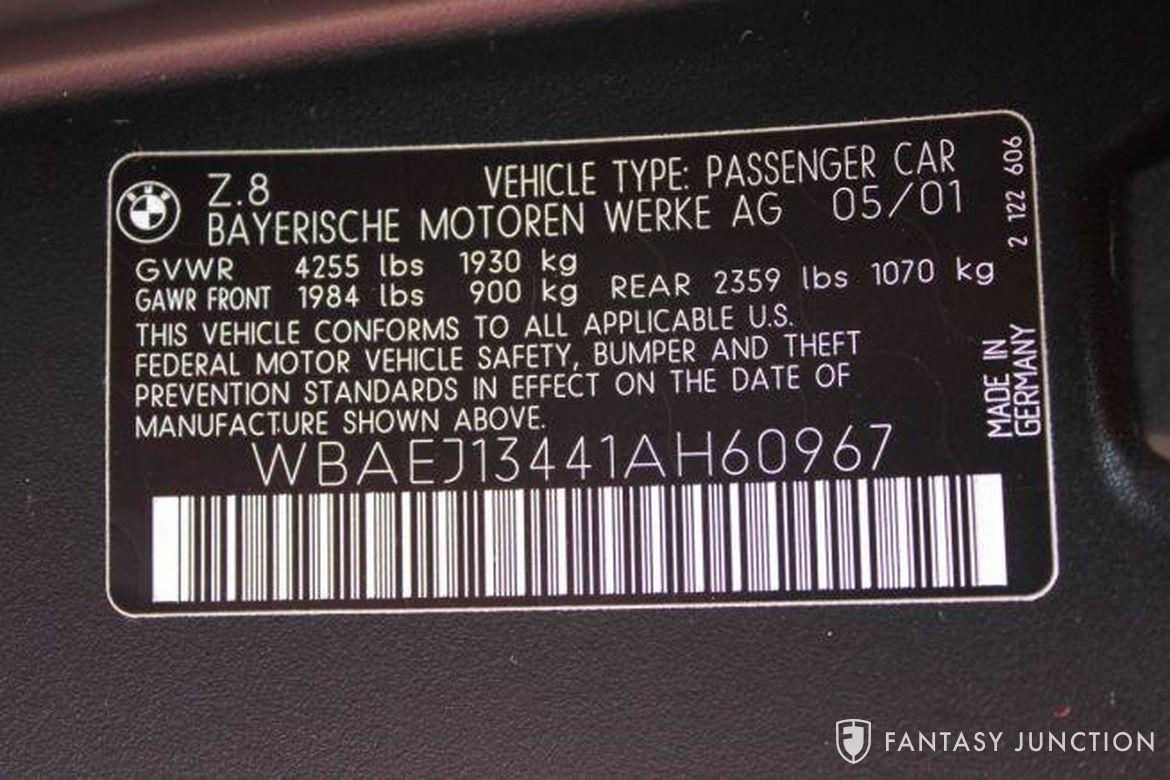 Z.8 VEHICLE TYPE: PASSENGER CAR
BAYERISCHE MOTOREN WERKE AG 05/01
GVWR 4255 lbs 1930 kg
GAWR FRONT 1984 lbs 900 kg REAR 2359 lbs 1070 kg
THIS VEHICLE CONFORMS TO ALL APPLICABLE U.S.
FEDERAL MOTOR VEHICLE SAFETY, BUMPER AND THEFT
PREVENTION STANDARDS IN EFFECT ON THE DATE OF
MANUFACTURE SHOWN ABOVE.
WBAEJ13441AH60967
2 122 606
MADE IN
GERMANY
FANTASY JUNCTION